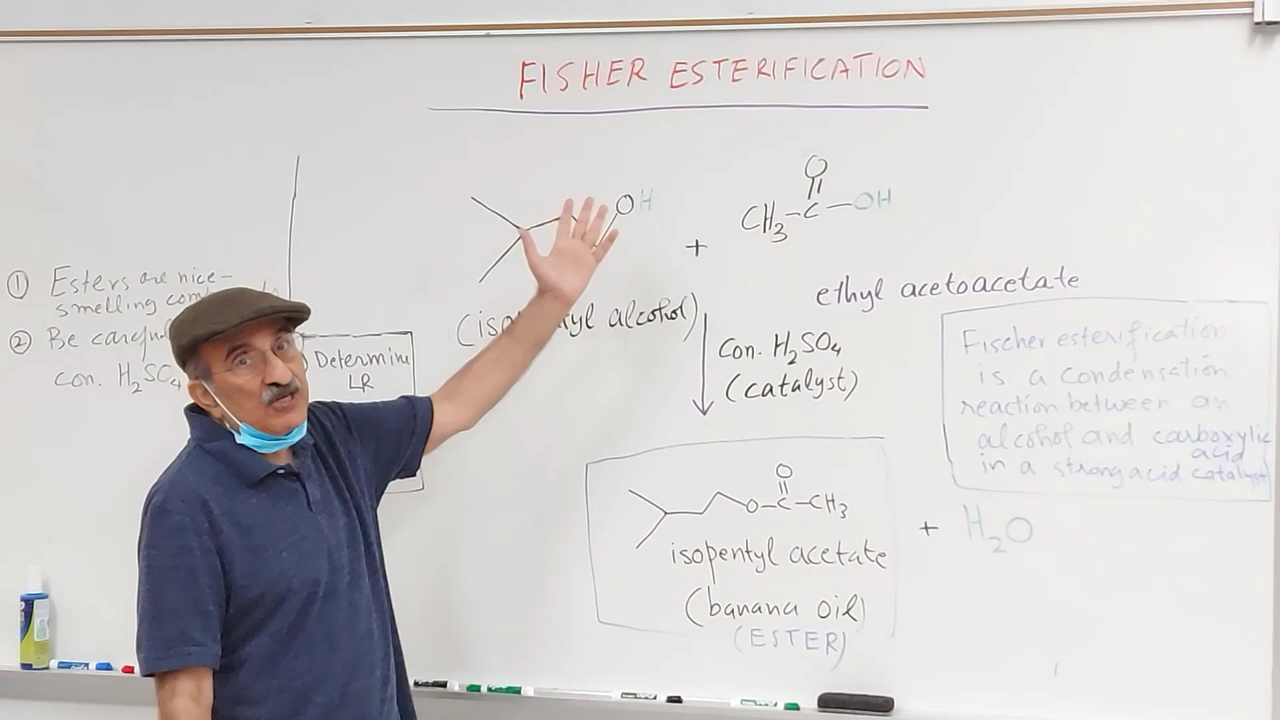 FISHER ESTERIFICATION
① Esters are nice-
smelling
② Be careful
con. H₂SO₄
Determine
LR
OH
+
O
CH₃-C-OH
alcohol)
ethyl acetoacetate
con. H₂SO₄
(catalyst)
Fischer esterification
is a condensation
reaction between an
alcohol and carboxylic
acid
in a strong acid catalyst
O
O-C-CH₃
isopentyl acetate
(banana oil)
(ESTER)
+ H₂O